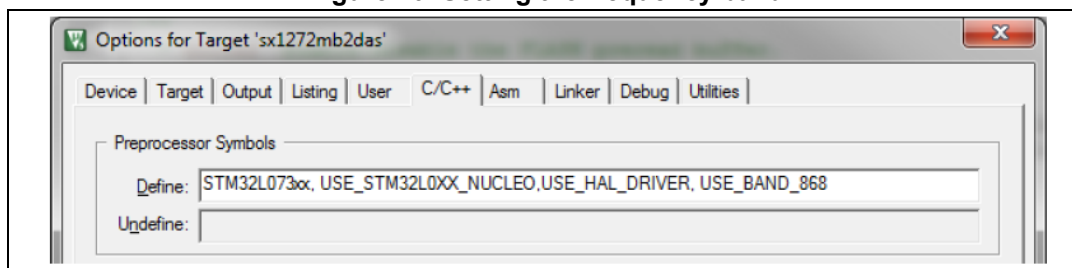 Options for Target 'sx1272mb2das'
Device Target Output Listing User C/C++ Asm Linker Debug Utilities
Preprocessor Symbols
Define: STM32L073xx, USE_STM32L0XX_NUCLEO,USE_HAL_DRIVER, USE_BAND_868
Undefine: